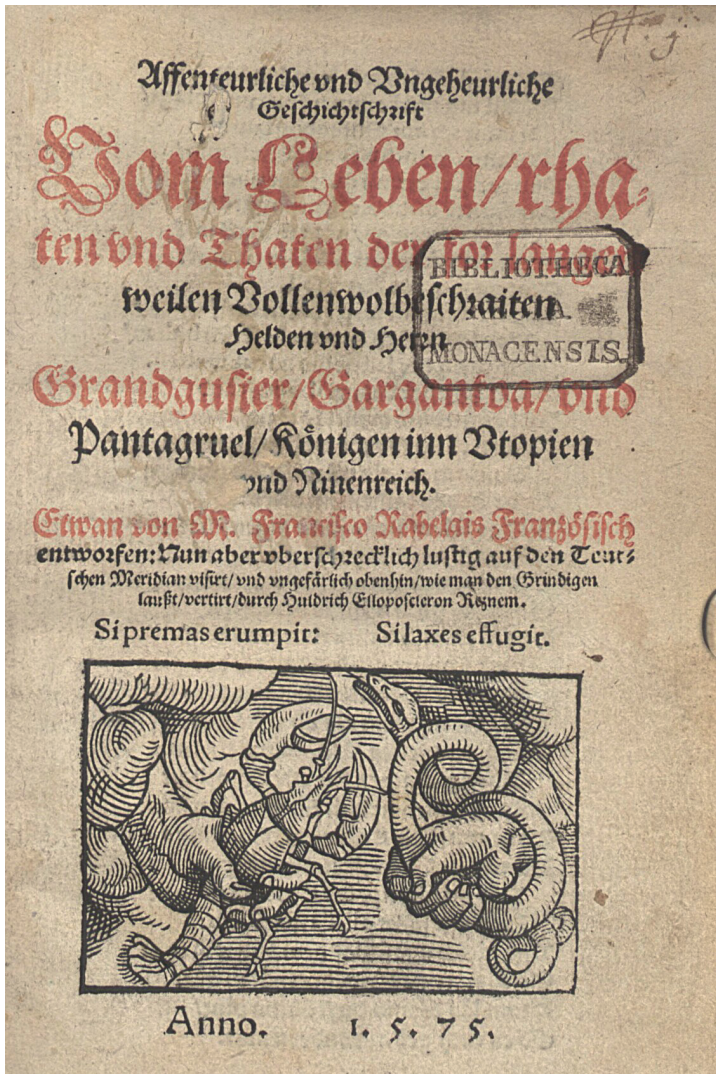 Affenteurliche vnd Vngeheurliche
Geschichtschrift
Vom Leben/rha-
ten vnd Thaten der for langen
weilen Vollenwolbeschraiten
Helden vnd Herrn
Grandgusier/Gargantoa/vnd
Pantagruel/Königen inn Vtopien
vnd Ninenreich.
Etwan von M. Francisco Rabelais Französisch
entworfen: Nun aber vberschrecklich lustig auf den Teut-
schen Meridian visirt/vnd vngefärlich obenhin/wie man den Grindigen
laußt/vertirt/durch Huldrich Elloposcleron Reznem.
Si premas erumpit: Si laxes effugit.
Anno. 1. 5. 75.
BIBLIOTHECA
MONACENSIS.